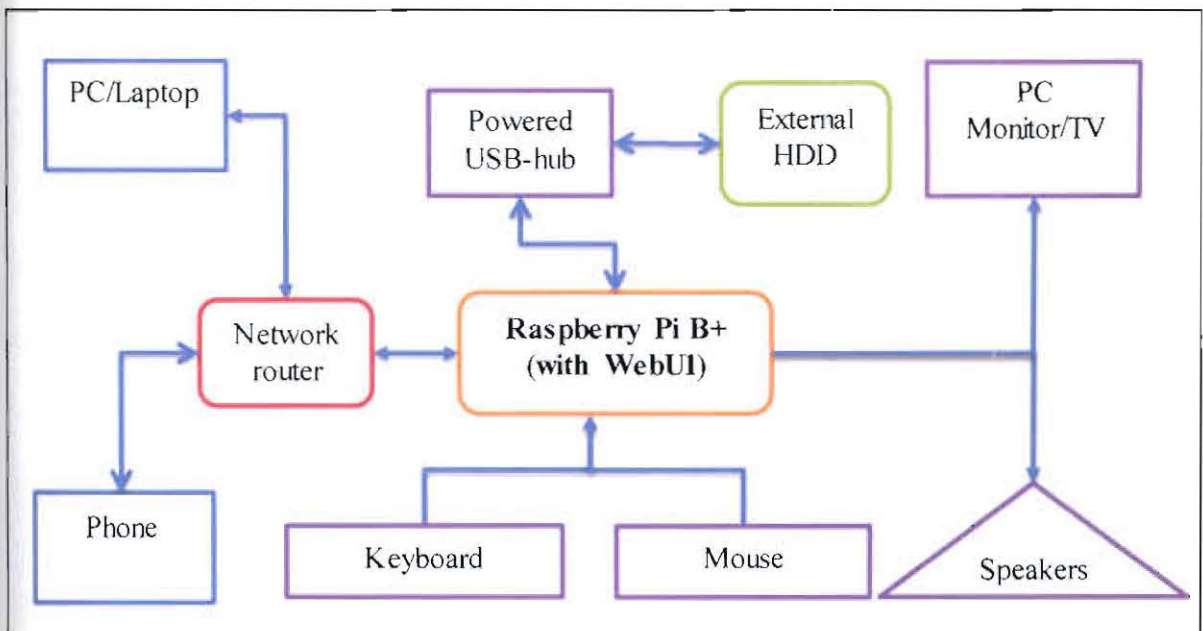 PC/Laptop
Powered
USB-hub
External
HDD
PC
Monitor/TV
Network
router
Raspberry Pi B+
(with WebUI)
Phone
Keyboard
Mouse
Speakers